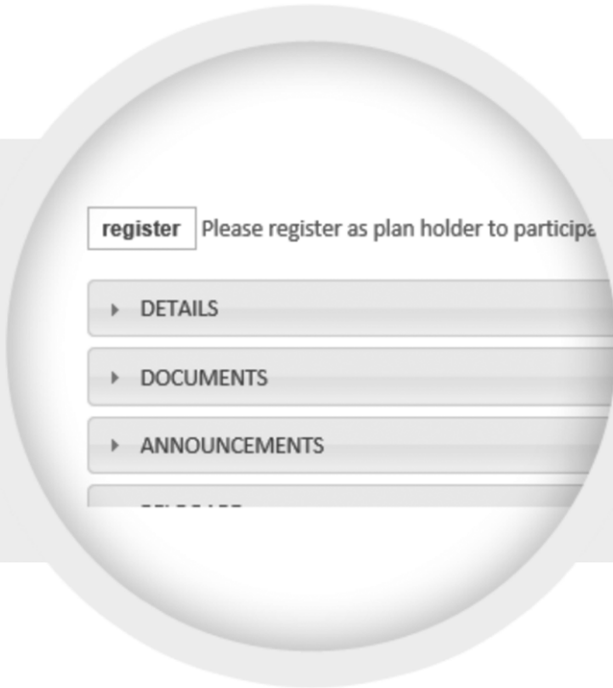 register Please register as plan holder to participa
DETAILS
DOCUMENTS
ANNOUNCEMENTS